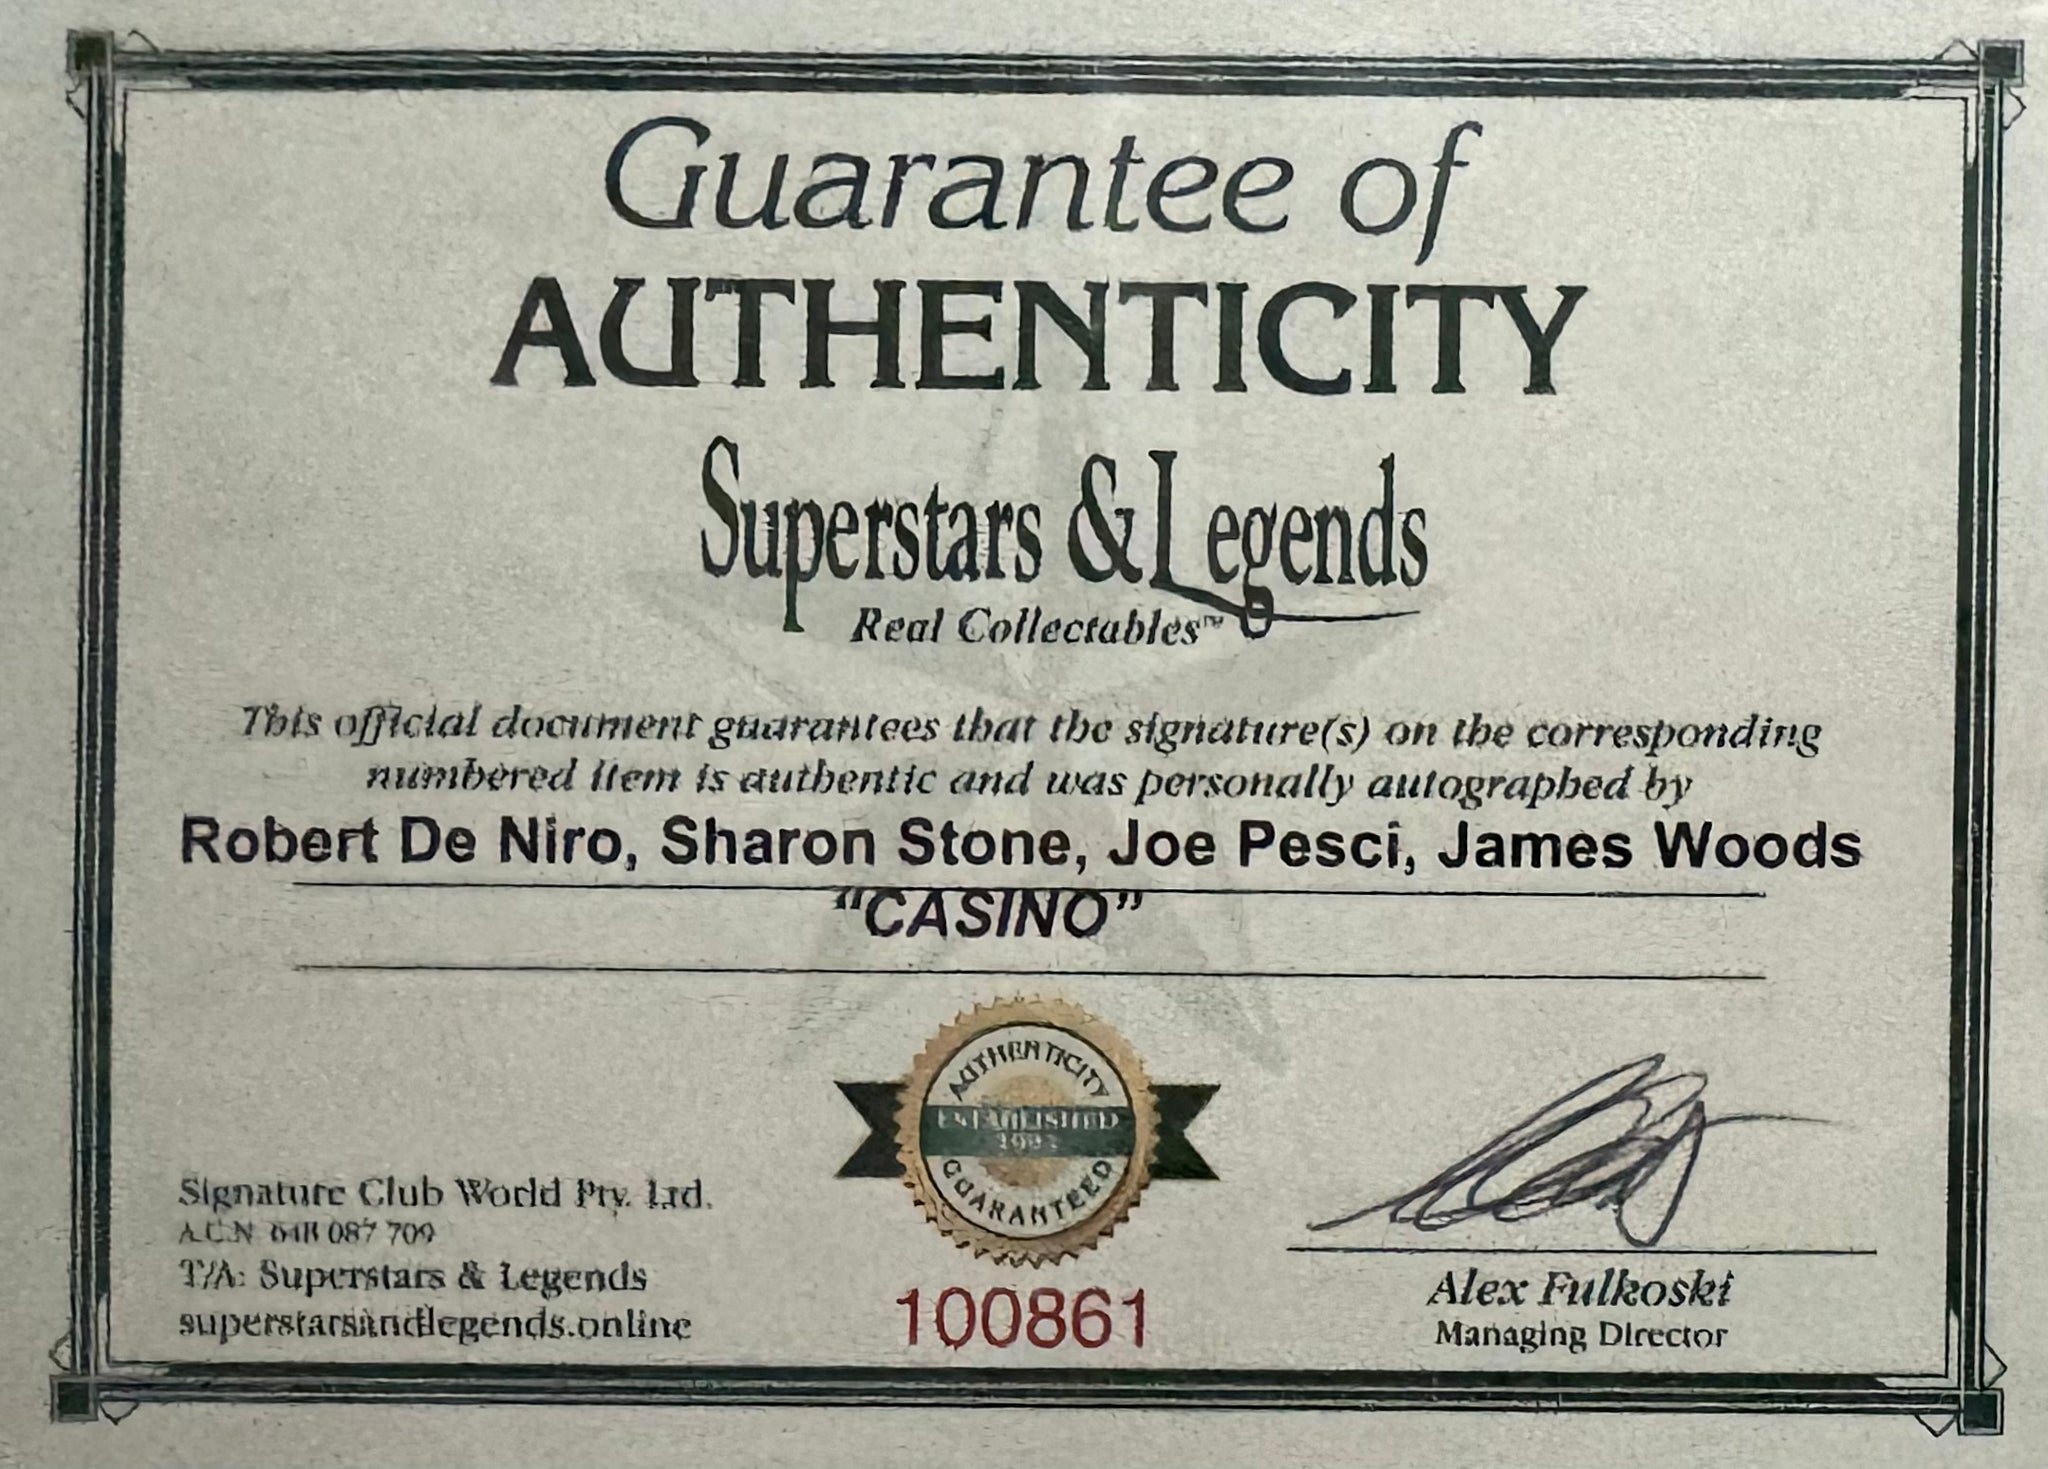 Guarantee of
AUTHENTICITY
Superstars & Legends
Real Collectables™
This official document guarantees that the signature(s) on the corresponding
numbered item is authentic and was personally autographed by
Robert De Niro, Sharon Stone, Joe Pesci, James Woods
"CASINO"
AUTHENTICITY
ESTABLISHED
GUARANTEED
Signature Club World Pty. Ltd.
A.C.N. 087 709
T/A: Superstars & Legends
superstarsandlegends.online
100861
Alex Fulkoski
Managing Director